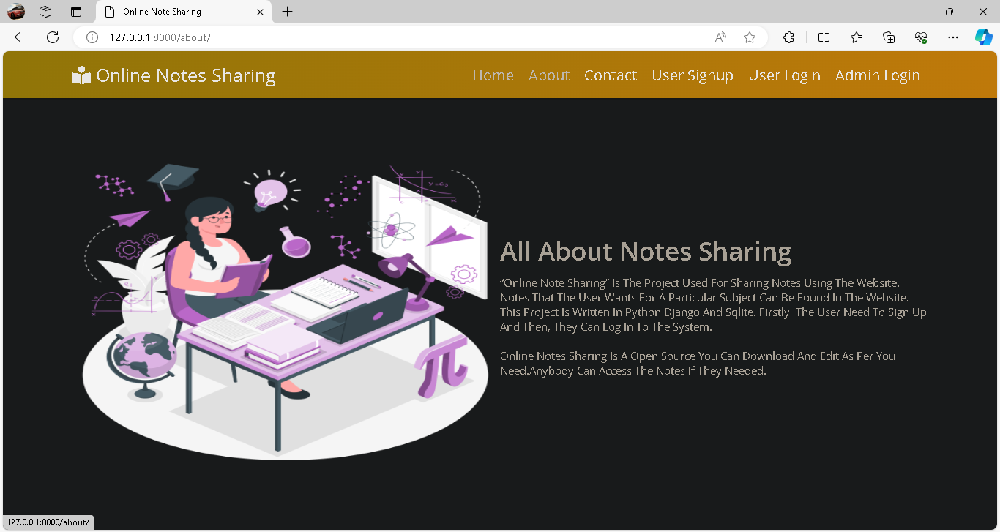 Online Note Sharing
127.0.0.1:8000/about/
Online Notes Sharing
Home About Contact User Signup User Login Admin Login
All About Notes Sharing
“Online Note Sharing” Is The Project Used For Sharing Notes Using The Website.
Notes That The User Wants For A Particular Subject Can Be Found In The Website.
This Project Is Written In Python Django And Sqlite. Firstly, The User Need To Sign Up
And Then, They Can Log In To The System.
Online Notes Sharing Is A Open Source You Can Download And Edit As Per You
Need.Anybody Can Access The Notes If They Needed.
π
127.0.0.1:8000/about/